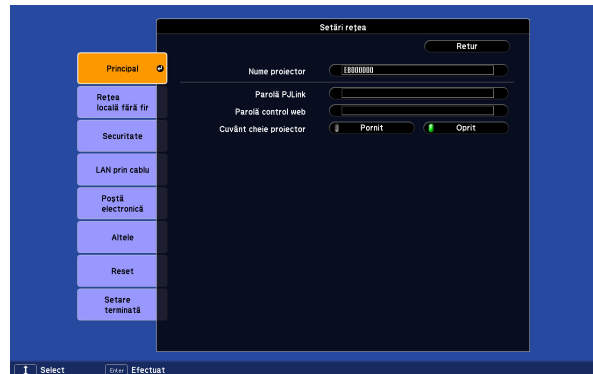 Setări rețea
Retur
Principal
Nume proiector EB000000
Parolă PJLink
Rețea
locală fără fir
Parolă control web
Cuvânt cheie proiector Pornit Oprit
Securitate
LAN prin cablu
Poștă
electronică
Altele
Reset
Setare
terminată
Select Enter Efectuat